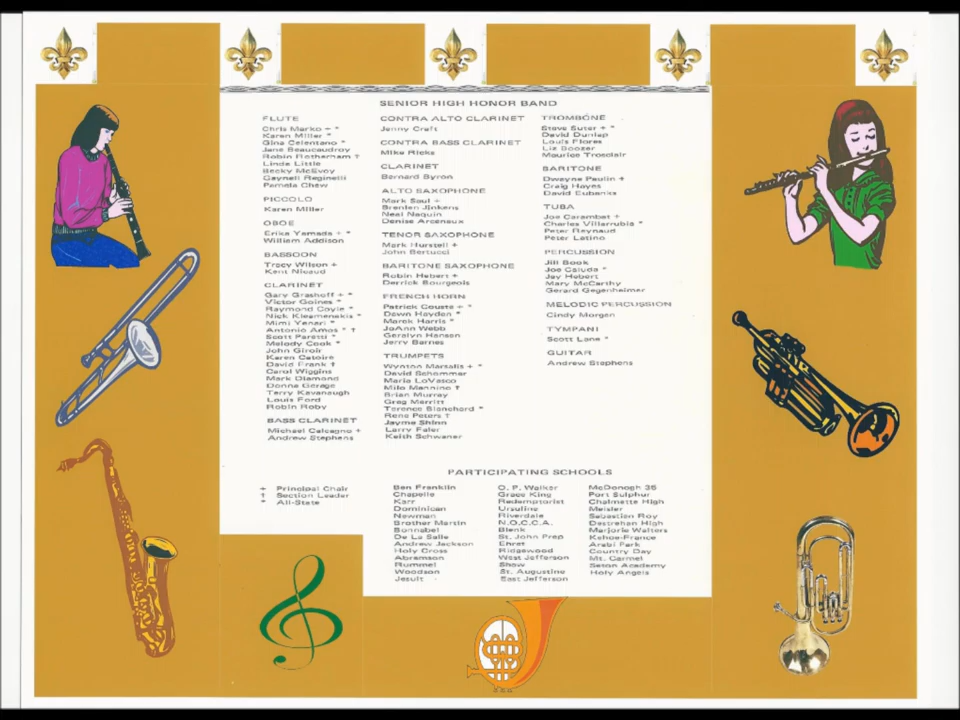 SENIOR HIGH HONOR BAND
FLUTE
Chris Marko + *
Karen Miller *
Gina Celentano *
Jane Beaucoudroy
Robin Rotherham †
Linda Little
Becky McEvoy
Gaynell Reginelli
Pamela Chew
PICCOLO
Karen Miller
OBOE
Erika Yamada + *
William Addison
BASSOON
Tracy Wilson +
Kent Nicaud
CLARINET
Gary Grashoff + *
Victor Goines *
Raymond Coyle *
Nick Klesmenakis *
Mimi Yenari *
Antonio Amos * †
Scott Paretti *
Melody Cook *
John Giroir
Karen Catoire
David Frank †
Carol Wiggins
Mark Diamond
Donna Gerage
Terry Kavanaugh
Louis Ford
Robin Roby
BASS CLARINET
Michael Calcagno +
Andrew Stephens
CONTRA ALTO CLARINET
Jenny Craft
CONTRA BASS CLARINET
Mike Ricks
CLARINET
Bernard Byron
ALTO SAXOPHONE
Mark Saul +
Brenden Jinkens
Neal Naquin
Denise Arceneaux
TENOR SAXOPHONE
Mark Hurstell +
John Bertucci
BARITONE SAXOPHONE
Robin Hebert +
Derrick Bourgeois
FRENCH HORN
Patrick Cousta + *
Dawn Hayden *
Marek Harris *
JoAnn Webb
Geralyn Hansen
Jerry Barnes
TRUMPETS
Wynton Marsalis + *
David Schommer
Maria LoVasco
Milo Mannino †
Brian Murray
Greg Merritt
Terence Blanchard *
Rene Peters †
Jayme Shinn
Larry Faler
Keith Schwaner
TROMBONE
Steve Suter + *
David Dunlap
Louis Flores
Liz Boozer
Maurice Trosclair
BARITONE
Dwayne Paulin +
Craig Hayes
David Eubanks
TUBA
Joe Carambat +
Charles Villarrubia *
Peter Reynaud
Peter Latino
PERCUSSION
Jill Book
Joe Caluda *
Jay Hebert
Mary McCarthy
Gerard Gegenheimer
MELODIC PERCUSSION
Cindy Morgan
TYMPANI
Scott Lane *
GUITAR
Andrew Stephens
+ Principal Chair
† Section Leader
* All-State
PARTICIPATING SCHOOLS
Ben Franklin
Chapelle
Karr
Dominican
Newman
Brother Martin
Bonnabel
De La Salle
Andrew Jackson
Holy Cross
Abramson
Rummel
Woodson
Jesuit
O. P. Walker
Grace King
Redemptorist
Ursuline
Riverdale
N.O.C.C.A.
Blenk
St. John Prep
Ehret
Ridgewood
West Jefferson
Shaw
St. Augustine
East Jefferson
McDonogh 35
Port Sulphur
Chalmette High
Meisler
Sebastien Roy
Destrehan High
Marjorie Walters
Kehoe-France
Arabi Park
Country Day
Mt. Carmel
Seton Academy
Holy Angels